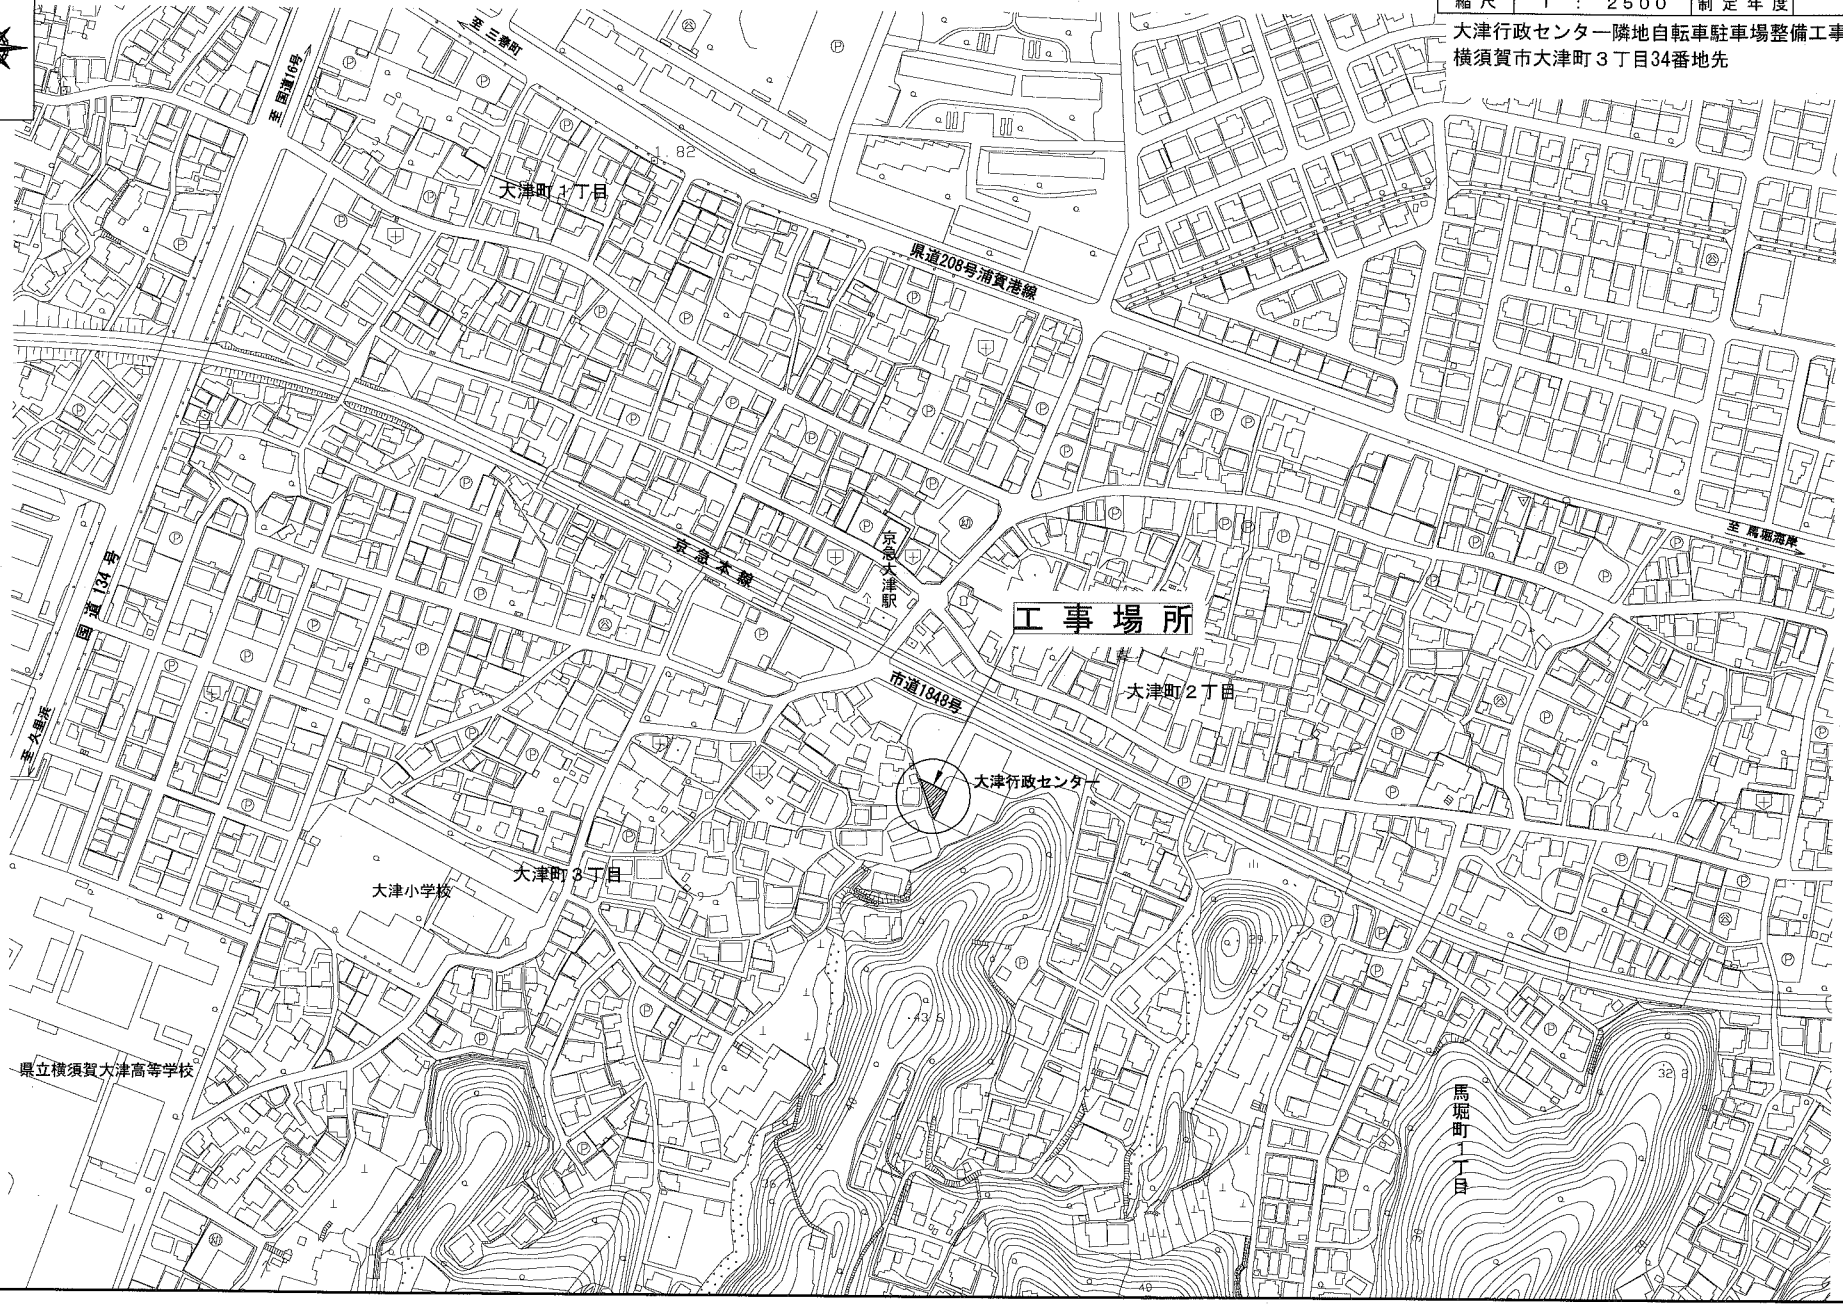 縮尺 1 : 2500 制定年度
大津行政センター隣地自転車駐車場整備工事
横須賀市大津町3丁目34番地先
至 三春町
至 国道16号
1.82
大津町1丁目
県道208号浦賀港線
至 馬堀海岸
京急本線
京急大津駅
国道134号
工事場所
市道1848号
大津町2丁目
至 久里浜
大津行政センター
大津町3丁目
大津小学校
43.5
県立横須賀大津高等学校
32.2
馬堀町1丁目